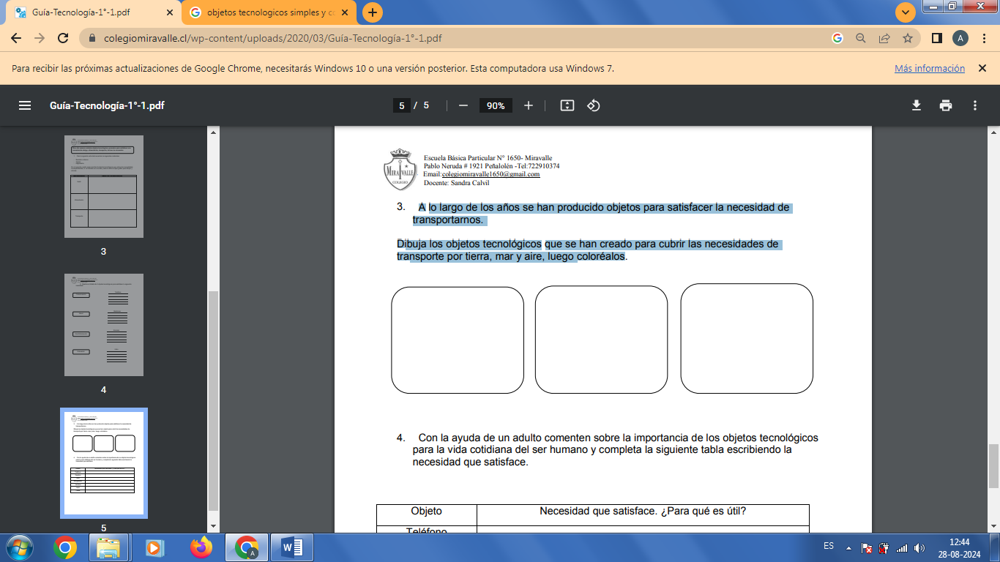 Guía-Tecnología-1°-1.pdf
objetos tecnologicos simples y co
colegiomiravalle.cl/wp-content/uploads/2020/03/Guía-Tecnología-1°-1.pdf
A
Para recibir las próximas actualizaciones de Google Chrome, necesitarás Windows 10 o una versión posterior. Esta computadora usa Windows 7.
Más información
Guía-Tecnología-1°-1.pdf
5 / 5
90%
3
4
5
MIRAVALLE
COLEGIO
Escuela Básica Particular N° 1650- Miravalle
Pablo Neruda # 1921 Peñalolén -Tel:722910374
Email:colegiomiravalle1650@gmail.com
Docente: Sandra Calvil
3. A lo largo de los años se han producido objetos para satisfacer la necesidad de
transportarnos.
Dibuja los objetos tecnológicos que se han creado para cubrir las necesidades de
transporte por tierra, mar y aire, luego coloréalos.
4. Con la ayuda de un adulto comenten sobre la importancia de los objetos tecnológicos
para la vida cotidiana del ser humano y completa la siguiente tabla escribiendo la
necesidad que satisface.
Objeto
Necesidad que satisface. ¿Para qué es útil?
Teléfono
ES
12:44
28-08-2024